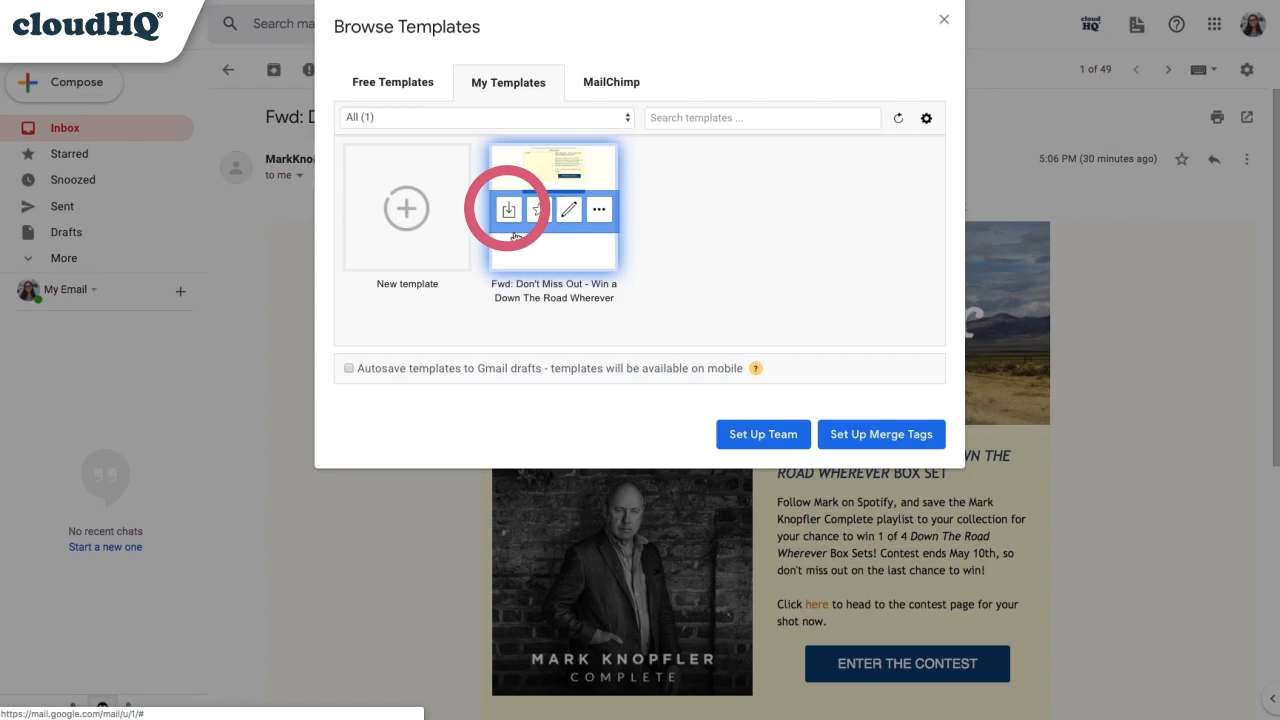 cloudHQ®
Search ma
Compose
Inbox
Starred
Snoozed
Sent
Drafts
More
My Email
No recent chats
Start a new one
https://mail.google.com/mail/u/1/#
Fwd: D
MarkKno
to me
1 of 49
5:06 PM (30 minutes ago)
Browse Templates
Free Templates
My Templates
MailChimp
All (1)
Search templates ...
New template
Fwd: Don't Miss Out - Win a
Down The Road Wherever
Autosave templates to Gmail drafts - templates will be available on mobile ?
Set Up Team
Set Up Merge Tags
cloud
HQ
WN THE
ROAD WHEREVER BOX SET
Follow Mark on Spotify, and save the Mark
Knopfler Complete playlist to your collection for
your chance to win 1 of 4 Down The Road
Wherever Box Sets! Contest ends May 10th, so
don't miss out on the last chance to win!
Click here to head to the contest page for your
shot now.
ENTER THE CONTEST
MARK KNOPFLER
COMPLETE